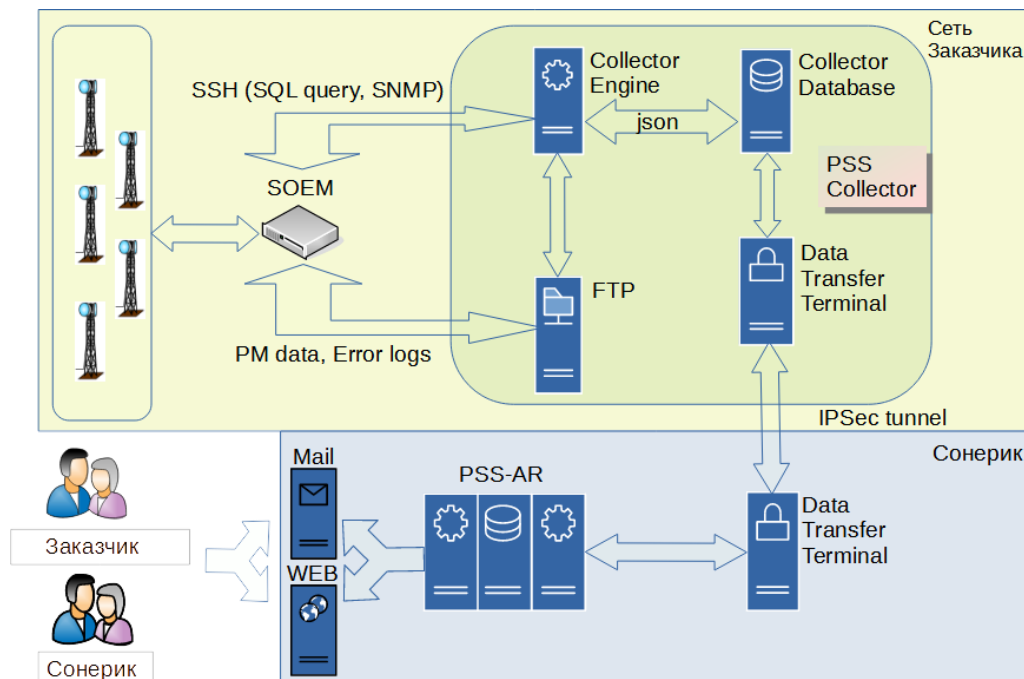 Сеть
Заказчика
SSH (SQL query, SNMP)
Collector
Engine
json
Collector
Database
PSS
Collector
SOEM
FTP
Data
Transfer
Terminal
PM data, Error logs
IPSec tunnel
Сонерик
Mail
PSS-AR
Data
Transfer
Terminal
WEB
Заказчик
Сонерик